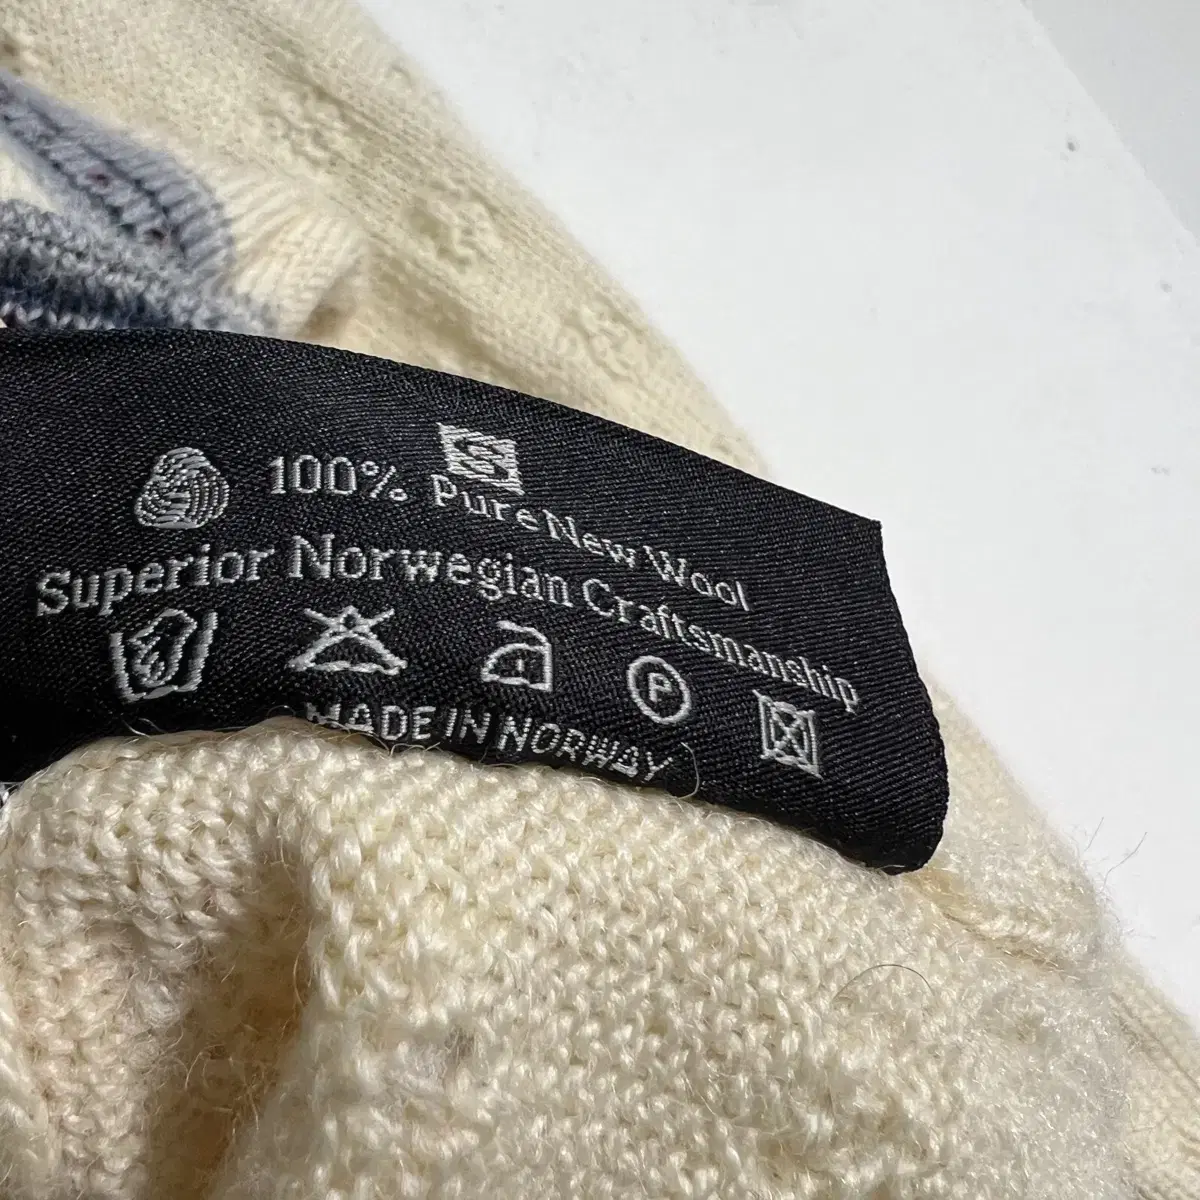 100% Pure New Wool
Superior Norwegian Craftsmanship
P
MADE IN NORWAY